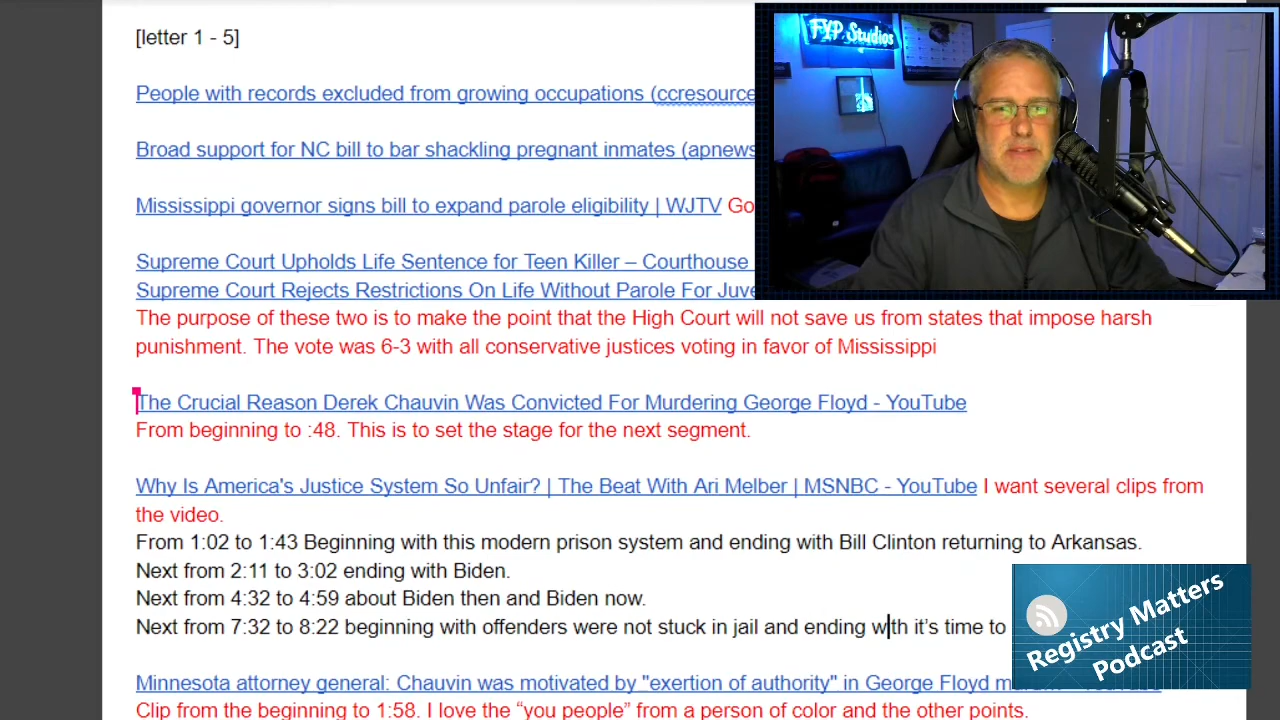 [letter 1 - 5]
FYP Studios
People with records excluded from growing occupations (ccresource
Broad support for NC bill to bar shackling pregnant inmates (apnews
Mississippi governor signs bill to expand parole eligibility | WJTV Go
Supreme Court Upholds Life Sentence for Teen Killer – Courthouse
Supreme Court Rejects Restrictions On Life Without Parole For Juve
The purpose of these two is to make the point that the High Court will not save us from states that impose harsh
punishment. The vote was 6-3 with all conservative justices voting in favor of Mississippi
The Crucial Reason Derek Chauvin Was Convicted For Murdering George Floyd - YouTube
From beginning to :48. This is to set the stage for the next segment.
Why Is America's Justice System So Unfair? | The Beat With Ari Melber | MSNBC - YouTube I want several clips from
the video.
From 1:02 to 1:43 Beginning with this modern prison system and ending with Bill Clinton returning to Arkansas.
Next from 2:11 to 3:02 ending with Biden.
Next from 4:32 to 4:59 about Biden then and Biden now.
Next from 7:32 to 8:22 beginning with offenders were not stuck in jail and ending with it's time to
Registry Matters
Podcast
Minnesota attorney general: Chauvin was motivated by "exertion of authority" in George Floyd
Clip from the beginning to 1:58. I love the “you people” from a person of color and the other points.